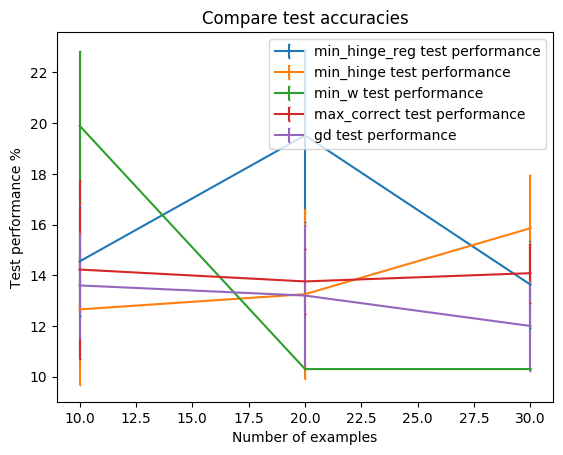 Compare test accuracies
min_hinge_reg test performance
min_hinge test performance
min_w test performance
max_correct test performance
gd test performance
Test performance %
22
20
18
16
14
12
10
10.0 12.5 15.0 17.5 20.0 22.5 25.0 27.5 30.0
Number of examples